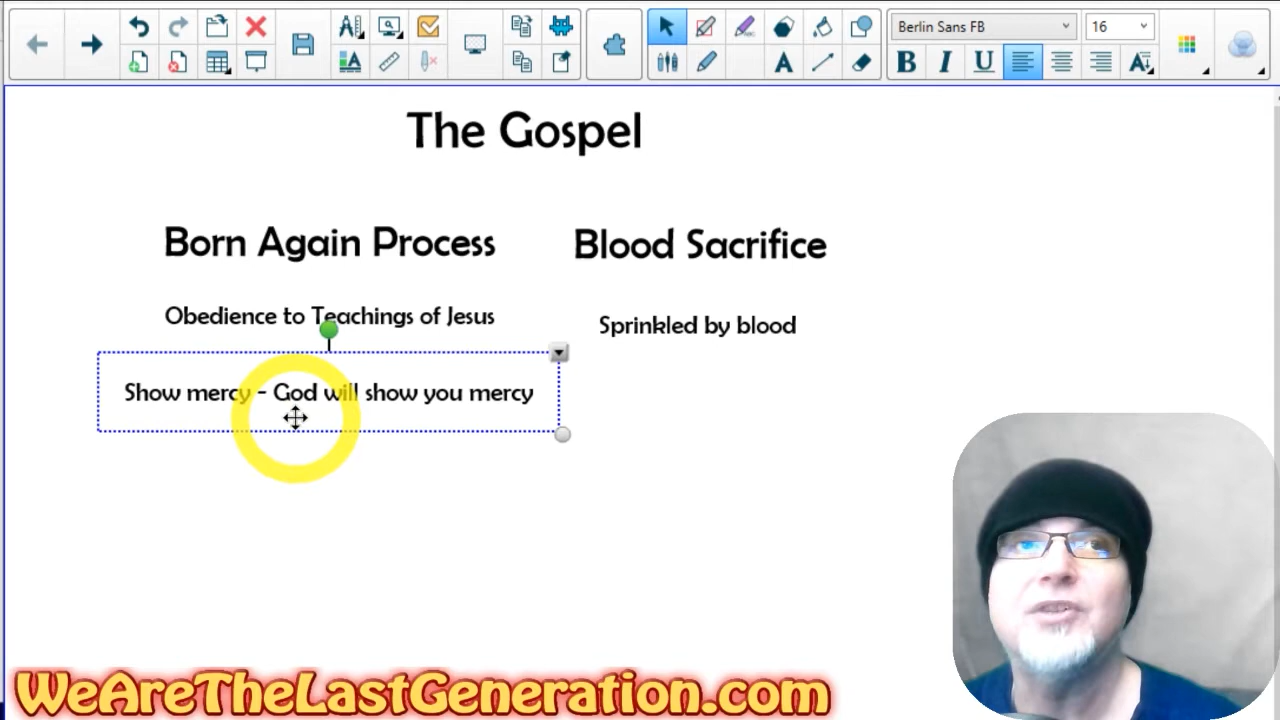 Berlin Sans FB
16
B I U A
The Gospel
Born Again Process
Blood Sacrifice
Obedience to Teachings of Jesus
Sprinkled by blood
Show mercy - God will show you mercy
WeAreTheLastGeneration.com